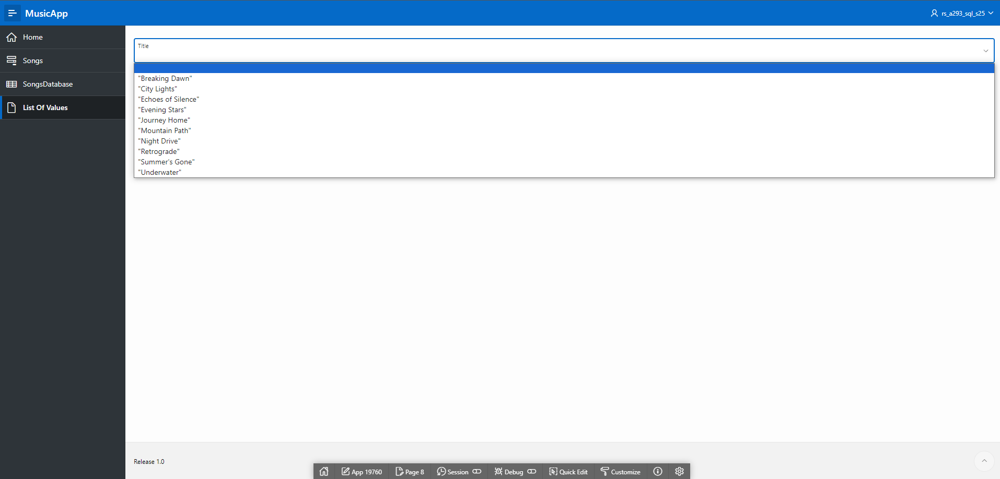 MusicApp
rs_a293_sql_s25
Home
Songs
SongsDatabase
List Of Values
Title
"Breaking Dawn"
"City Lights"
"Echoes of Silence"
"Evening Stars"
"Journey Home"
"Mountain Path"
"Night Drive"
"Retrograde"
"Summer's Gone"
"Underwater"
Release 1.0
App 19760 Page 8 Session Debug Quick Edit Customize